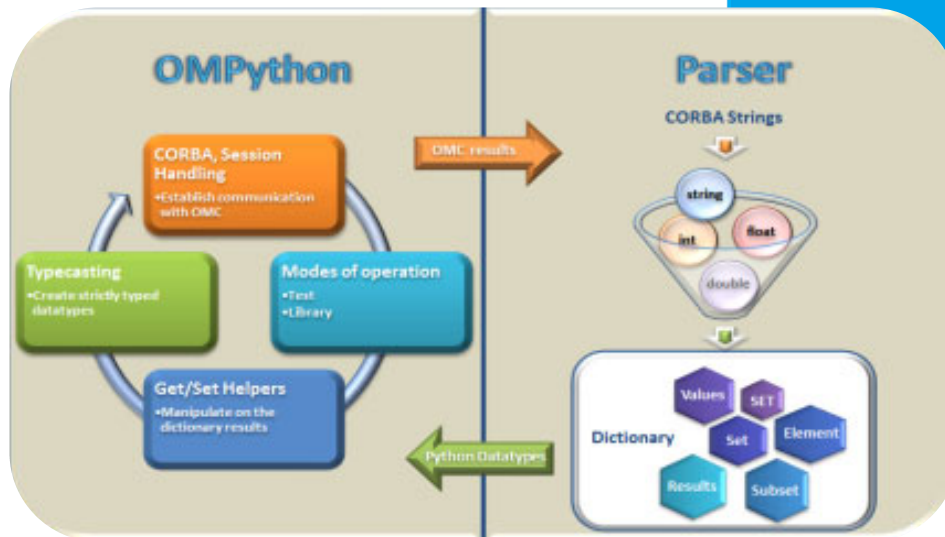 OMPython
CORBA, Session
Handling
•Establish communication
with OMC
Typecasting
•Create strictly typed
datatypes
Modes of operation
•Test
•Library
Get/Set Helpers
•Manipulate on the
dictionary results
OMC results
Python Datatypes
Parser
CORBA Strings
string
int
float
double
Dictionary
Values
SET
Set
Element
Results
Subset